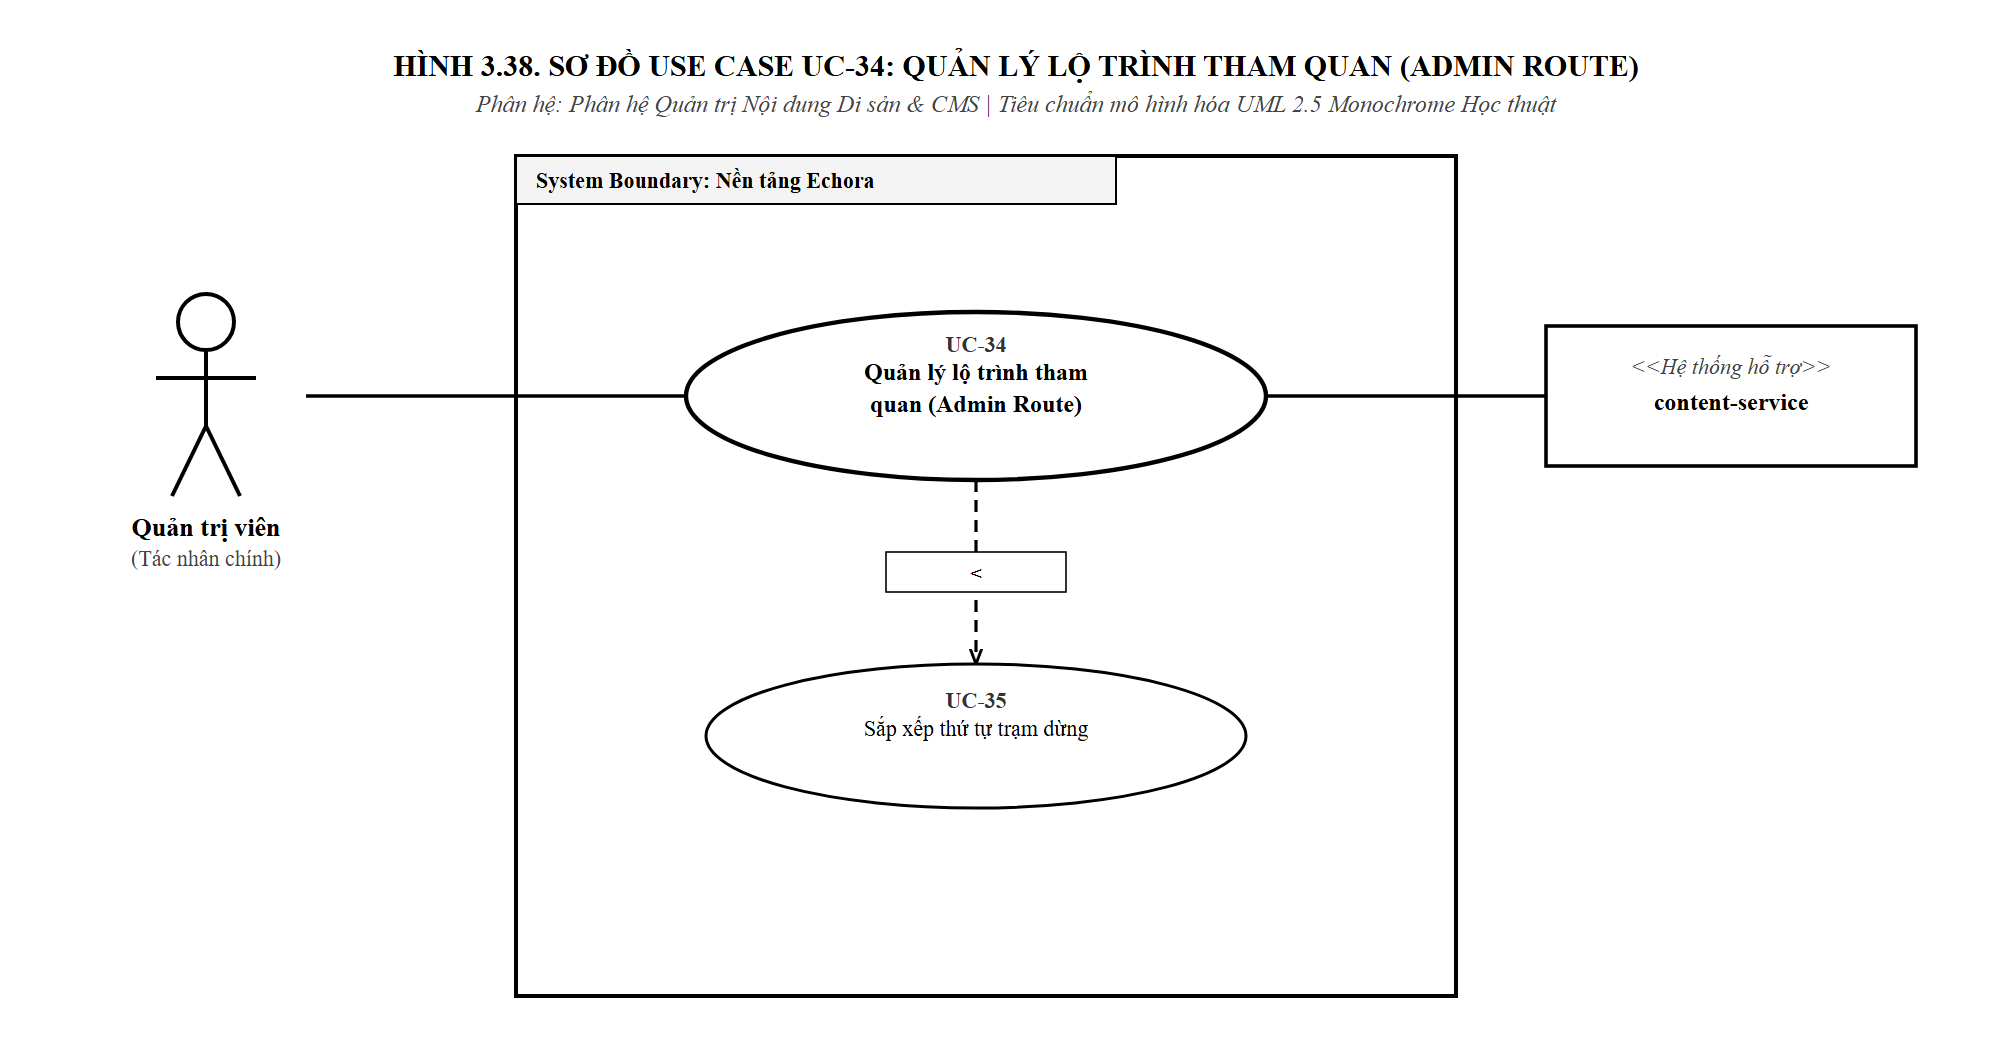 HÌNH 3.38. SƠ ĐỒ USE CASE UC-34: QUẢN LÝ LỘ TRÌNH THAM QUAN (ADMIN ROUTE)
Phân hệ: Phân hệ Quản trị Nội dung Di sản & CMS | Tiêu chuẩn mô hình hóa UML 2.5 Monochrome Học thuật
System Boundary: Nền tảng Echora
UC-34
Quản lý lộ trình tham
quan (Admin Route)
<<Hệ thống hỗ trợ>>
content-service
Quản trị viên
(Tác nhân chính)
<
UC-35
Sắp xếp thứ tự trạm dừng